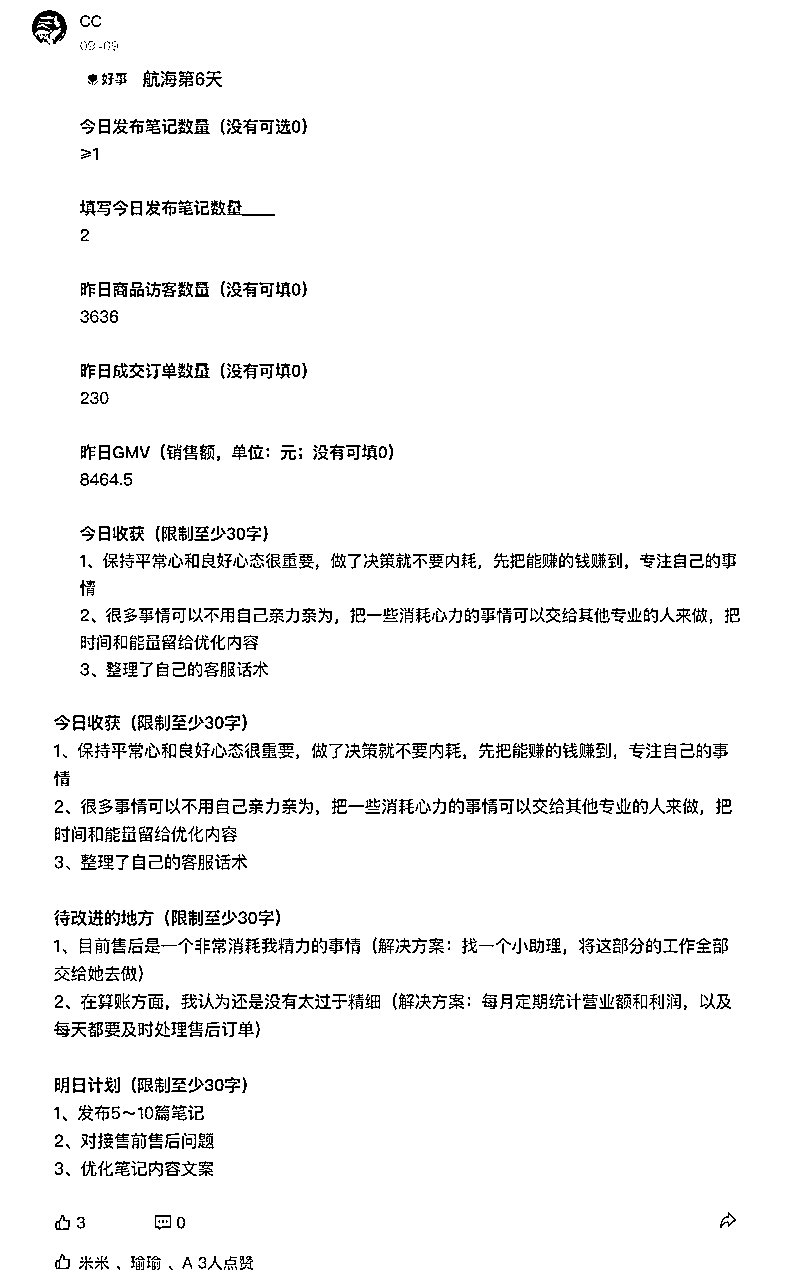 CC
09-09
好事 航海第6天
今日发布笔记数量（没有可选0）
≥1
填写今日发布笔记数量____
2
昨日商品访客数量（没有可填0）
3636
昨日成交订单数量（没有可填0）
230
昨日GMV（销售额，单位：元；没有可填0）
8464.5
今日收获（限制至少30字）
1、保持平常心和良好心态很重要，做了决策就不要内耗，先把能赚的钱赚到，专注自己的事
情
2、很多事情可以不用自己亲力亲为，把一些消耗心力的事情可以交给其他专业的人来做，把
时间和能量留给优化内容
3、整理了自己的客服话术
今日收获（限制至少30字）
1、保持平常心和良好心态很重要，做了决策就不要内耗，先把能赚的钱赚到，专注自己的事
情
2、很多事情可以不用自己亲力亲为，把一些消耗心力的事情可以交给其他专业的人来做，把
时间和能量留给优化内容
3、整理了自己的客服话术
待改进的地方（限制至少30字）
1、目前售后是一个非常消耗我精力的事情（解决方案：找一个小助理，将这部分的工作全部
交给她去做）
2、在算账方面，我认为还是没有太过于精细（解决方案：每月定期统计营业额和利润，以及
每天都要及时处理售后订单）
明日计划（限制至少30字）
1、发布5～10篇笔记
2、对接售前售后问题
3、优化笔记内容文案
3 0
米米 、瑜瑜 、A 3人点赞